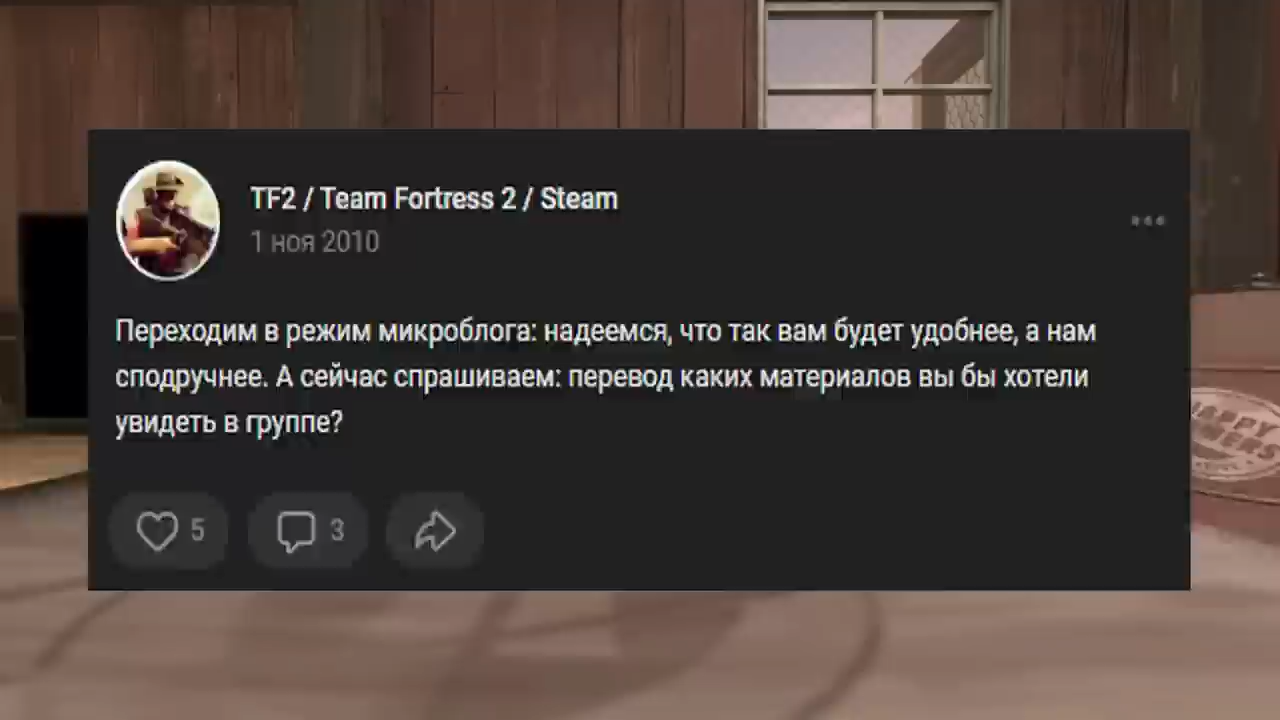 TF2 / Team Fortress 2 / Steam
1 ноя 2010
Переходим в режим микроблога: надеемся, что так вам будет удобнее, а нам
сподручнее. А сейчас спрашиваем: перевод каких материалов вы бы хотели
увидеть в группе?
5
3